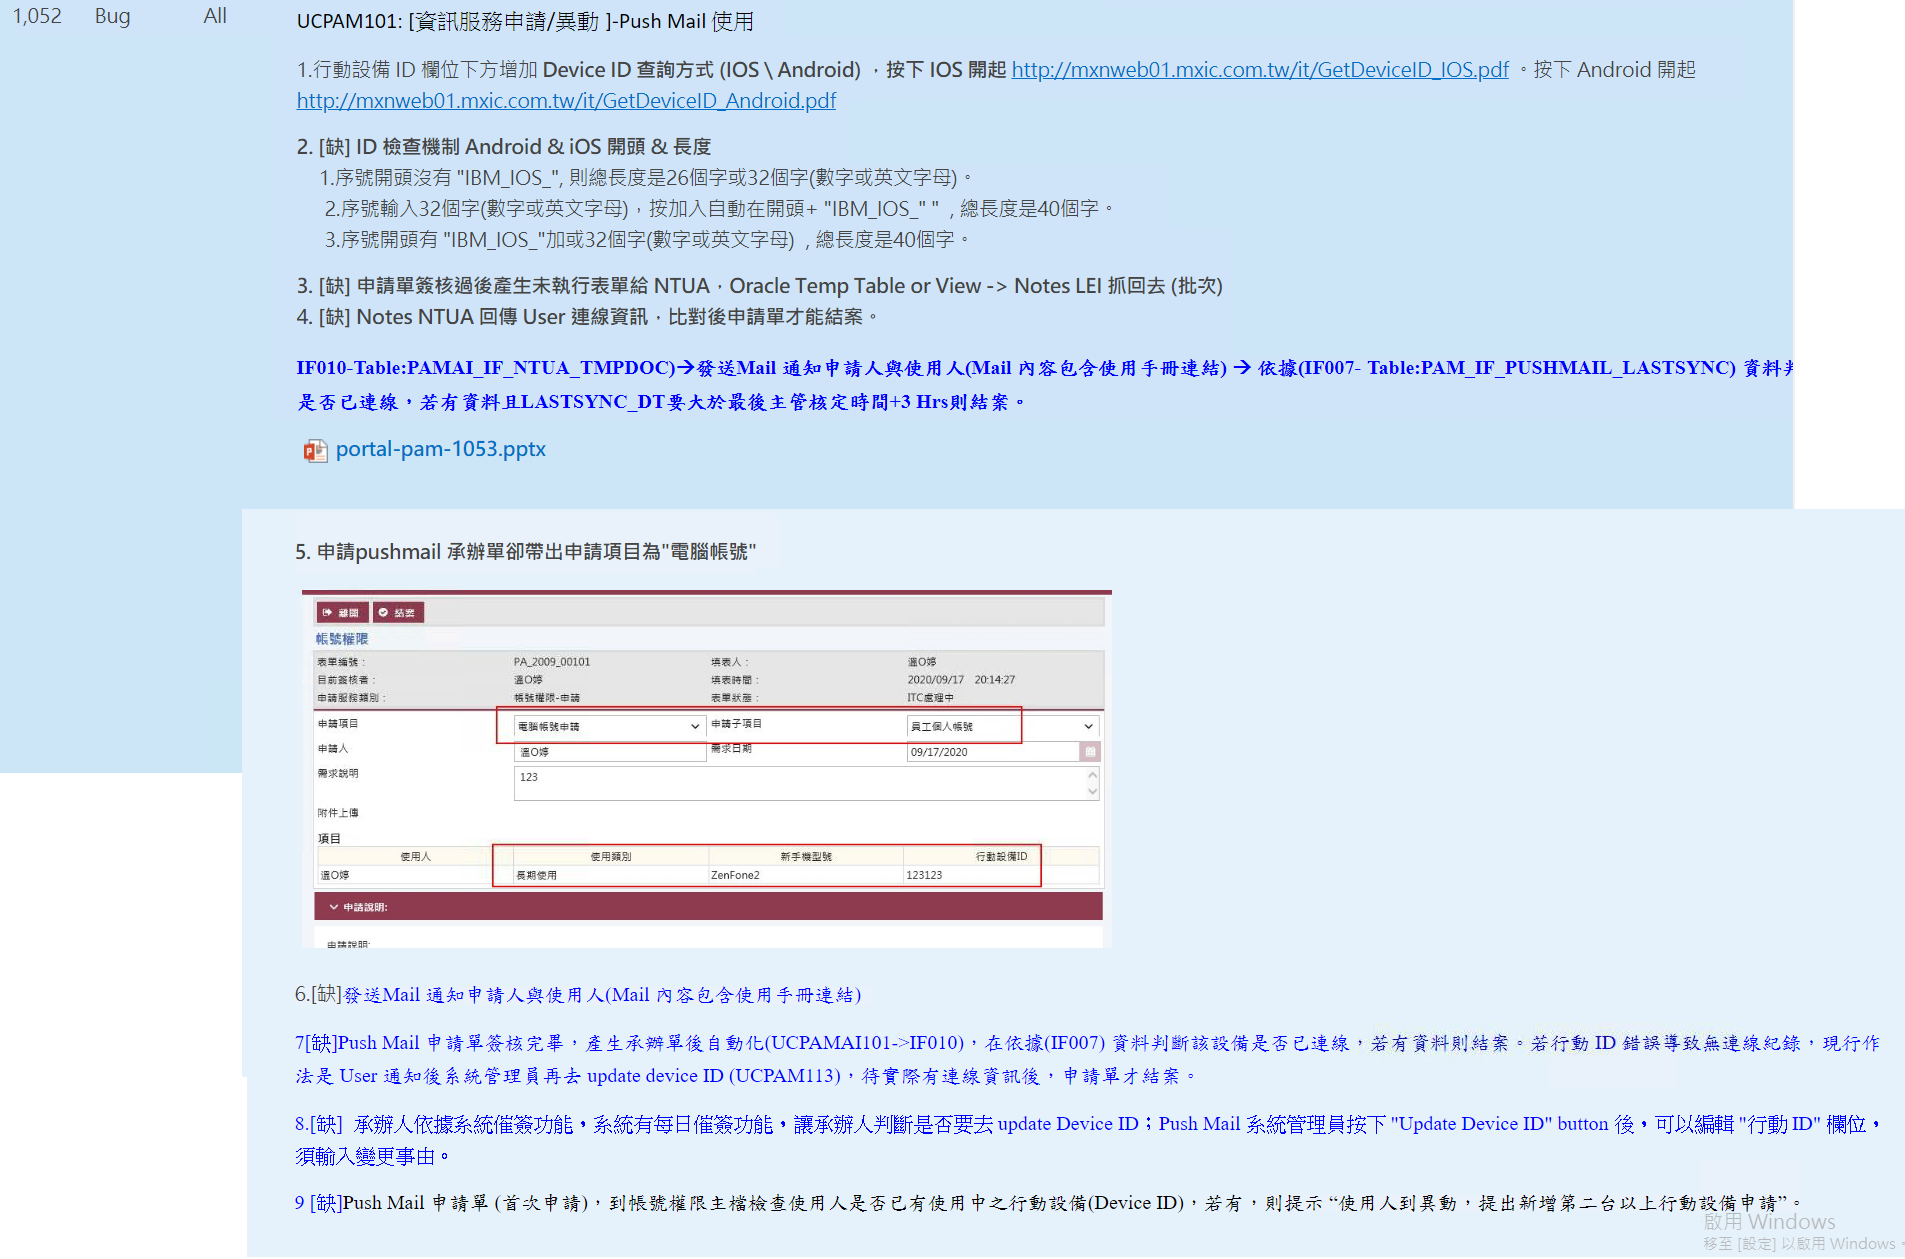 1,052 Bug All UCPAM101: [資訊服務申請/異動 ]-Push Mail 使用
1.行動設備 ID 欄位下方增加 Device ID 查詢方式 (IOS \ Android) ，按下 IOS 開起 http://mxnweb01.mxic.com.tw/it/GetDeviceID_IOS.pdf 。按下 Android 開起
http://mxnweb01.mxic.com.tw/it/GetDeviceID_Android.pdf
2. [缺] ID 檢查機制 Android & iOS 開頭 & 長度
1.序號開頭沒有 "IBM_IOS_", 則總長度是26個字或32個字(數字或英文字母)。
2.序號輸入32個字(數字或英文字母)，按加入自動在開頭+ "IBM_IOS_" " , 總長度是40個字。
3.序號開頭有 "IBM_IOS_"加或32個字(數字或英文字母) , 總長度是40個字。
3. [缺] 申請單簽核過後產生未執行表單給 NTUA，Oracle Temp Table or View -> Notes LEI 抓回去 (批次)
4. [缺] Notes NTUA 回傳 User 連線資訊，比對後申請單才能結案。
IF010-Table:PAMAI_IF_NTUA_TMPDOC)→發送Mail 通知申請人與使用人(Mail 內容包含使用手冊連結) → 依據(IF007- Table:PAM_IF_PUSHMAIL_LASTSYNC) 資料
是否已連線，若有資料且LASTSYNC_DT要大於最後主管核定時間+3 Hrs則結案。
portal-pam-1053.pptx
5. 申請pushmail 承辦單卻帶出申請項目為"電腦帳號"
離開 結案
帳號權限
表單編號 : PA_2009_00101 填表人 : 溫O婷
目前簽核者 : 溫O婷 填表時間 : 2020/09/17 20:14:27
申請服務類別 : 帳號權限-申請 表單狀態 : ITC處理中
申請項目 電腦帳號申請 申請子項目 員工個人帳號
申請人 溫O婷 需求日期 09/17/2020
需求說明 123
附件上傳
項目
使用人 使用類別 新手機型號 行動設備ID
溫O婷 長期使用 ZenFone2 123123
申請說明:
申請說明:
6.[缺]發送Mail 通知申請人與使用人(Mail 內容包含使用手冊連結)
7[缺]Push Mail 申請單簽核完畢，產生承辦單後自動化(UCPAMAI101->IF010)，在依據(IF007) 資料判斷該設備是否已連線，若有資料則結案。若行動 ID 錯誤導致無連線紀錄，現行作
法是 User 通知後系統管理員再去 update device ID (UCPAM113)，待實際有連線資訊後，申請單才結案。
8.[缺] 承辦人依據系統催簽功能，系統有每日催簽功能，讓承辦人判斷是否要去 update Device ID；Push Mail 系統管理員按下 "Update Device ID" button 後，可以編輯 "行動 ID" 欄位，
須輸入變更事由。
9 [缺]Push Mail 申請單 (首次申請)，到帳號權限主檔檢查使用人是否已有使用中之行動設備(Device ID)，若有，則提示 “使用人到異動，提出新增第二台以上行動設備申請”。
啟用 Windows
移至 [設定] 以啟用 Windows。